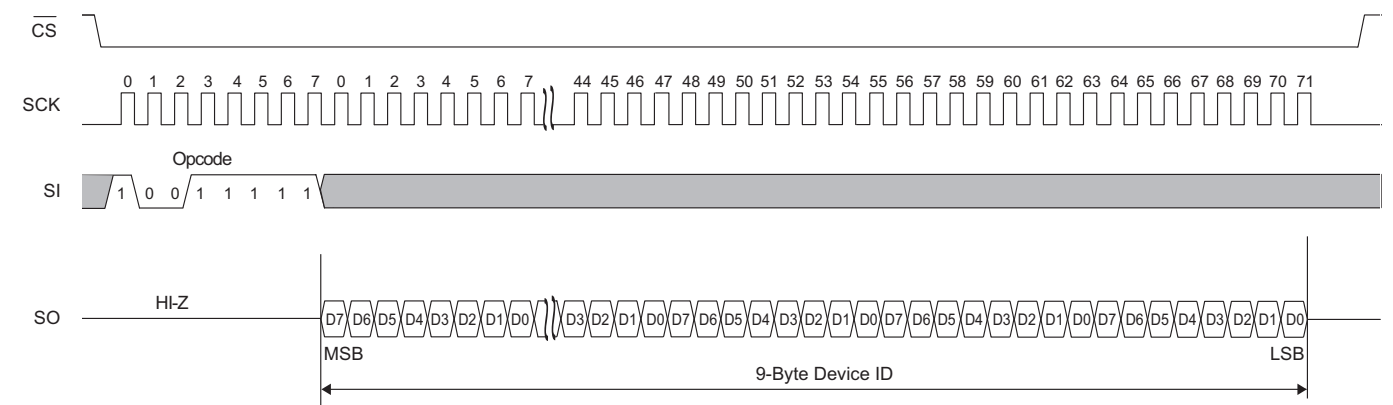 CS
0 1 2 3 4 5 6 7 0 1 2 3 4 5 6 7 44 45 46 47 48 49 50 51 52 53 54 55 56 57 58 59 60 61 62 63 64 65 66 67 68 69 70 71
SCK
Opcode
SI 1 0 0 1 1 1 1 1
HI-Z
SO D7 D6 D5 D4 D3 D2 D1 D0 D3 D2 D1 D0 D7 D6 D5 D4 D3 D2 D1 D0 D7 D6 D5 D4 D3 D2 D1 D0 D7 D6 D5 D4 D3 D2 D1 D0
MSB LSB
9-Byte Device ID